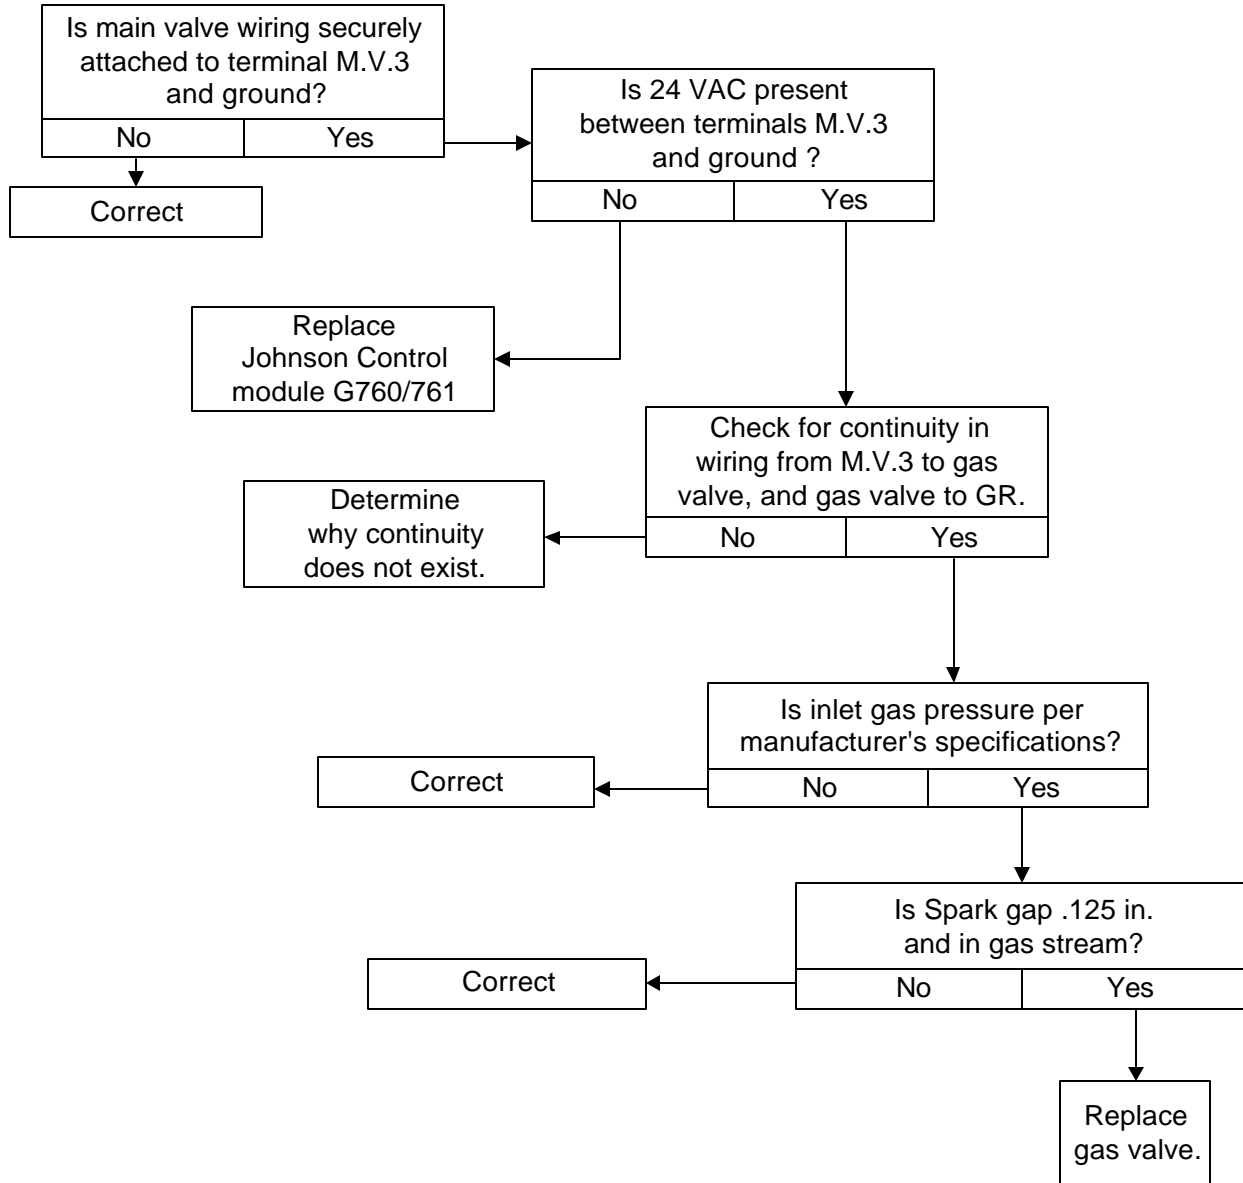 Is main valve wiring securely
attached to terminal M.V.3
and ground?
No
Yes
Correct
Is 24 VAC present
between terminals M.V.3
and ground ?
No
Yes
Replace
Johnson Control
module G760/761
Check for continuity in
wiring from M.V.3 to gas
valve, and gas valve to GR.
No
Yes
Determine
why continuity
does not exist.
Is inlet gas pressure per
manufacturer's specifications?
No
Yes
Correct
Is Spark gap .125 in.
and in gas stream?
No
Yes
Correct
Replace
gas valve.